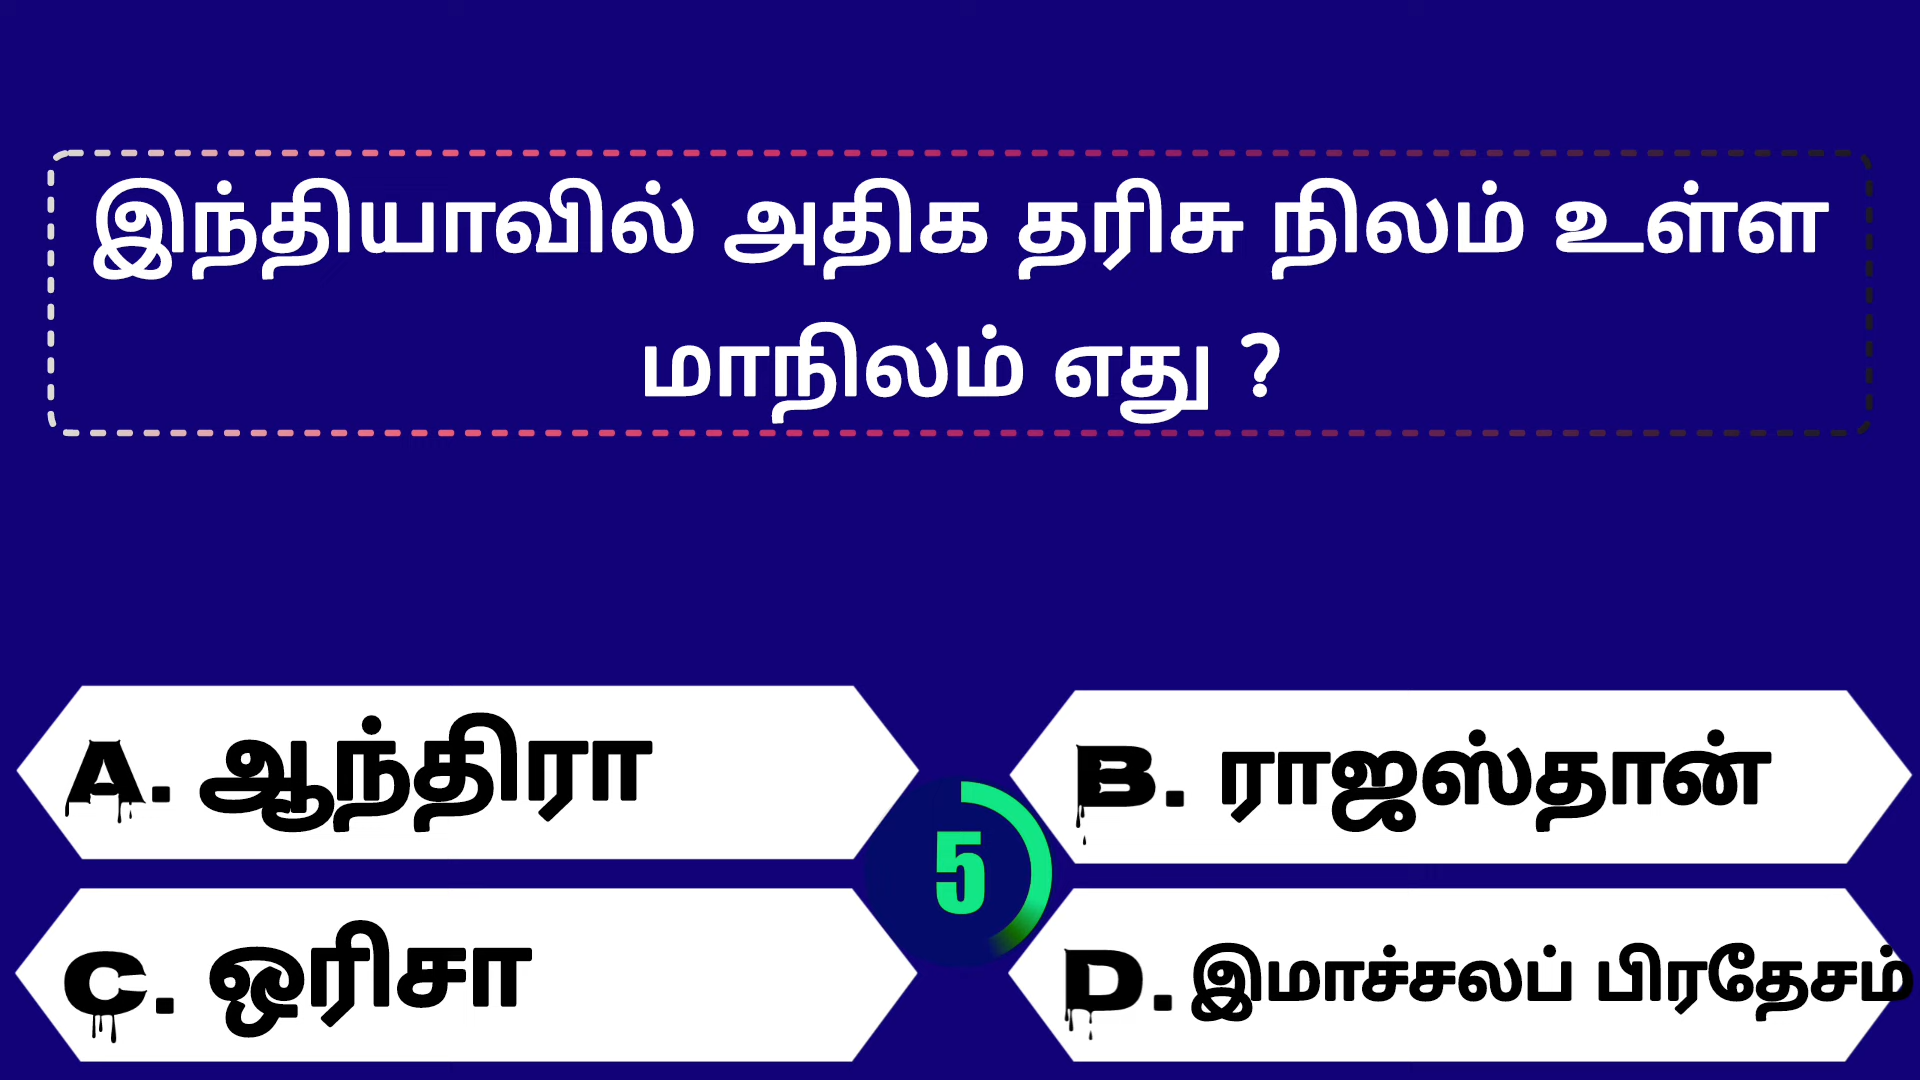 இந்தியாவில் அதிக தரிசு நிலம் உள்ள
மாநிலம் எது ?
A. ஆந்திரா
B. ராஜஸ்தான்
5
C. ஒரிசா
D. இமாச்சலப் பிரதேசம்